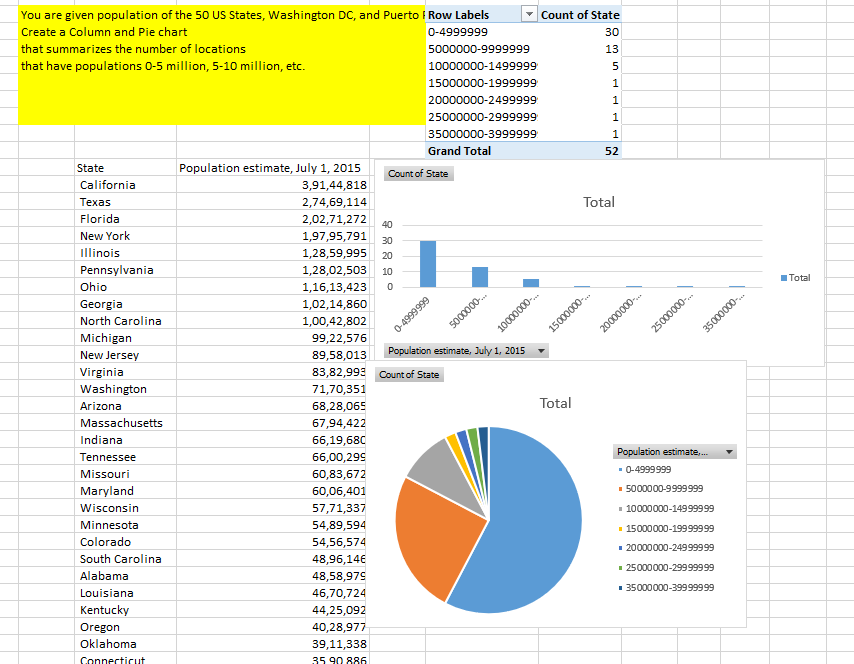 You are given population of the 50 US States, Washington DC, and Puerto
Create a Column and Pie chart
that summarizes the number of locations
that have populations 0-5 million, 5-10 million, etc.
Row Labels Count of State
0-4999999 30
5000000-9999999 13
10000000-14999999 5
15000000-19999999 1
20000000-24999999 1
25000000-29999999 1
35000000-39999999 1
Grand Total 52
State Population estimate, July 1, 2015
California 3,91,44,818
Texas 2,74,69,114
Florida 2,02,71,272
New York 1,97,95,791
Illinois 1,28,59,995
Pennsylvania 1,28,02,503
Ohio 1,16,13,423
Georgia 1,02,14,860
North Carolina 1,00,42,802
Michigan 99,22,576
New Jersey 89,58,013
Virginia 83,82,993
Washington 71,70,351
Arizona 68,28,065
Massachusetts 67,94,422
Indiana 66,19,680
Tennessee 66,00,299
Missouri 60,83,672
Maryland 60,06,401
Wisconsin 57,71,337
Minnesota 54,89,594
Colorado 54,56,574
South Carolina 48,96,146
Alabama 48,58,979
Louisiana 46,70,724
Kentucky 44,25,092
Oregon 40,28,977
Oklahoma 39,11,338
Connecticut 35,90,886
Count of State
Total
40
30
20
10
0
0-4999999
5000000-...
10000000-...
15000000-...
20000000-...
25000000-...
35000000-...
Total
Population estimate, July 1, 2015
Count of State
Total
Population estimate,...
0-4999999
5000000-9999999
10000000-14999999
15000000-19999999
20000000-24999999
25000000-29999999
35000000-39999999